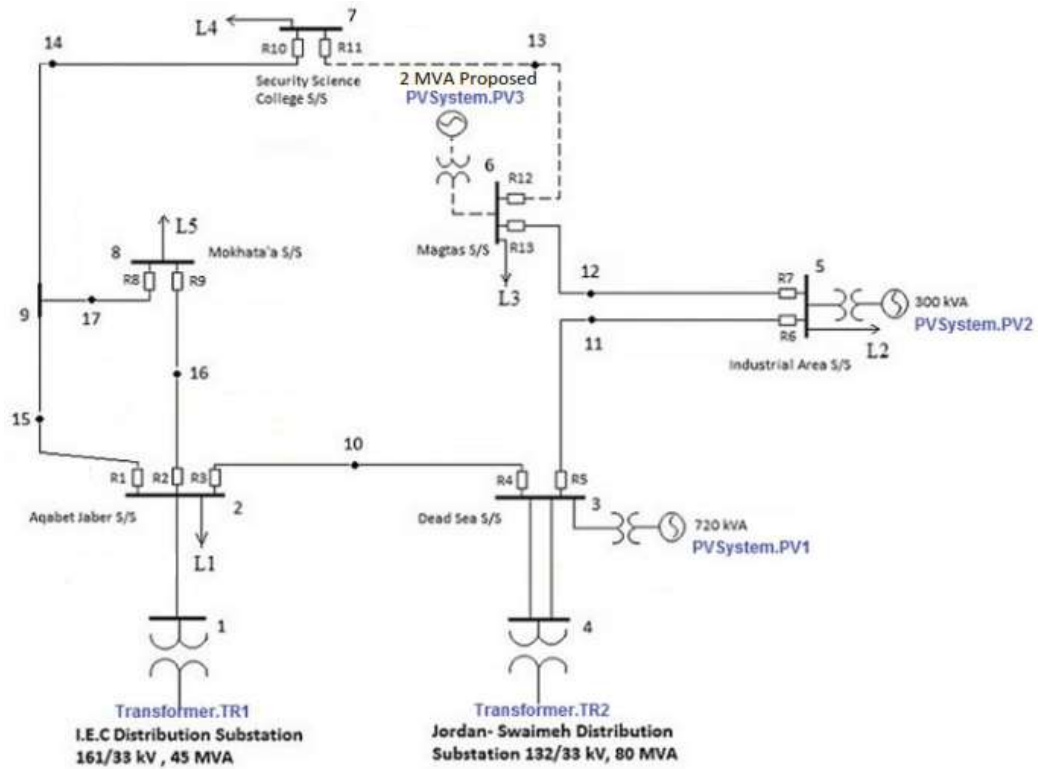 L4
7
14
R10
R11
13
Security Science
College S/S
2 MVA Proposed
PVSystem.PV3
6
R12
L5
8
Mokhata'a S/S
Magtas S/S
R13
R8
R9
L3
12
5
R7
300 kVA
PVSystem.PV2
9
17
11
R6
L2
Industrial Area S/S
16
15
10
R1
R2
R3
R4
R5
Aqabet Jaber S/S
2
Dead Sea S/S
3
720 kVA
PVSystem.PV1
L1
1
4
Transformer.TR1
I.E.C Distribution Substation
161/33 kV , 45 MVA
Transformer.TR2
Jordan- Swaimeh Distribution
Substation 132/33 kV, 80 MVA